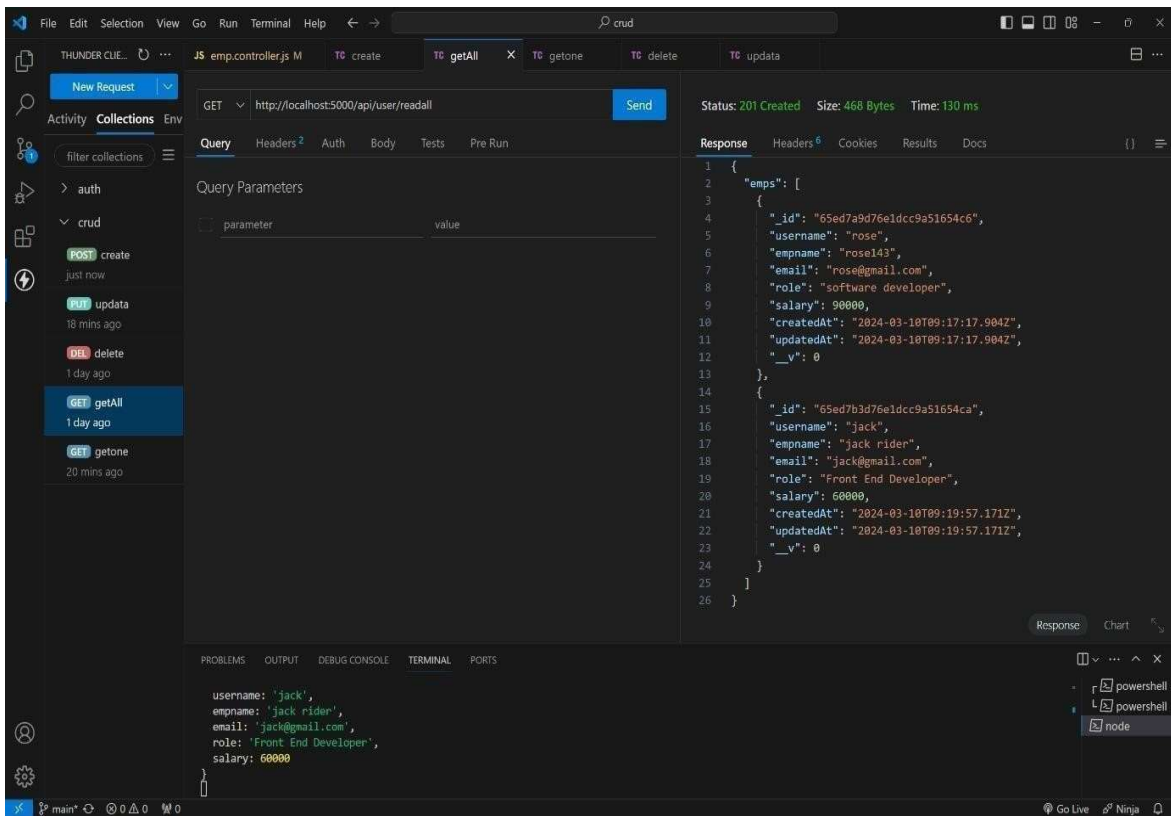 File Edit Selection View Go Run Terminal Help ← → crud
THUNDER CLIE... ···
New Request
Activity Collections Env
filter collections
> auth
crud
POST create
just now
PUT updata
18 mins ago
DEL delete
1 day ago
GET getAll
1 day ago
GET getone
20 mins ago
JS emp.controller.js M TC create TC getAll X TC getone TC delete TC updata
GET http://localhost:5000/api/user/readall Send
Query Headers 2 Auth Body Tests Pre Run
Query Parameters
parameter value
Status: 201 Created Size: 468 Bytes Time: 130 ms
Response Headers 6 Cookies Results Docs {}
1 {
2 "emps": [
3 {
4 "_id": "65ed7a9d76e1dcc9a51654c6",
5 "username": "rose",
6 "empname": "rose143",
7 "email": "rose@gmail.com",
8 "role": "software developer",
9 "salary": 90000,
10 "createdAt": "2024-03-10T09:17:17.904Z",
11 "updatedAt": "2024-03-10T09:17:17.904Z",
12 "__v": 0
13 },
14 {
15 "_id": "65ed7b3d76e1dcc9a51654ca",
16 "username": "jack",
17 "empname": "jack rider",
18 "email": "jack@gmail.com",
19 "role": "Front End Developer",
20 "salary": 60000,
21 "createdAt": "2024-03-10T09:19:57.171Z",
22 "updatedAt": "2024-03-10T09:19:57.171Z",
23 "__v": 0
24 }
25 ]
26 }
Response Chart
PROBLEMS OUTPUT DEBUG CONSOLE TERMINAL PORTS
username: 'jack',
empname: 'jack rider',
email: 'jack@gmail.com',
role: 'Front End Developer',
salary: 60000
}
powershell
powershell
node
main* 0 0 0 Go Live Ninja